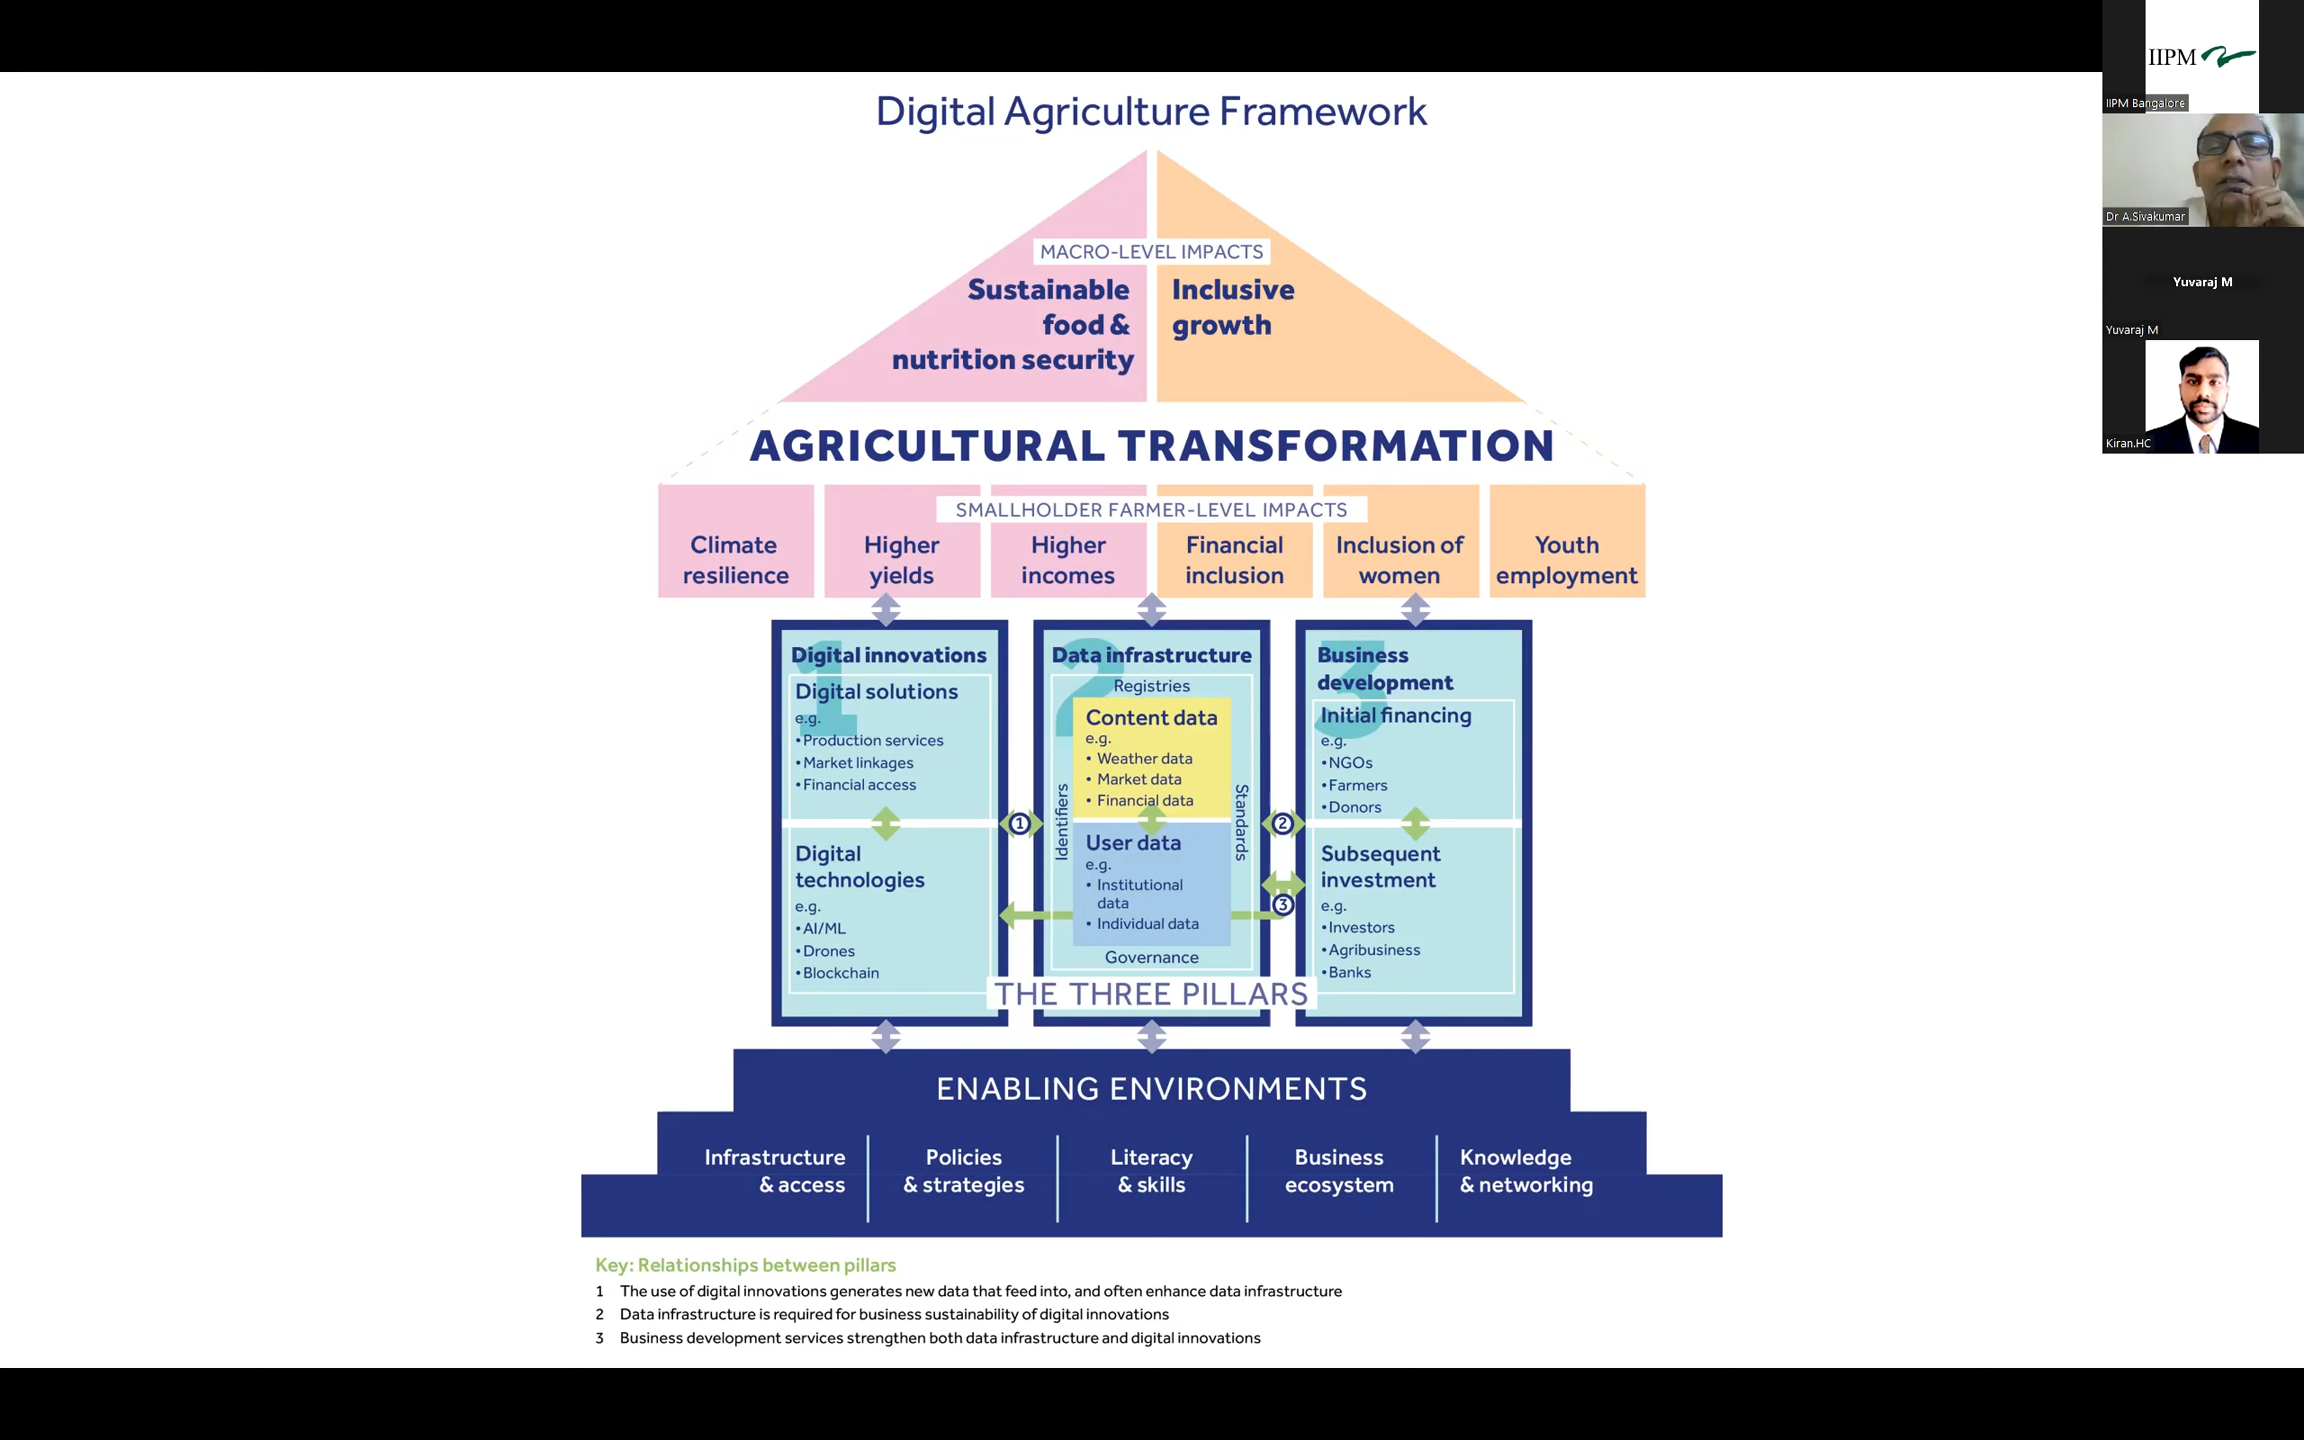 Digital Agriculture Framework
MACRO-LEVEL IMPACTS
Sustainable
food &
nutrition security
Inclusive
growth
AGRICULTURAL TRANSFORMATION
SMALLHOLDER FARMER-LEVEL IMPACTS
Climate
resilience
Higher
yields
Higher
incomes
Financial
inclusion
Inclusion of
women
Youth
employment
1
Digital innovations
Digital solutions
e.g.
•Production services
•Market linkages
•Financial access
Digital
technologies
e.g.
•AI/ML
•Drones
•Blockchain
1
2
Data infrastructure
Registries
Identifiers
Content data
e.g.
• Weather data
• Market data
• Financial data
User data
e.g.
• Institutional
data
• Individual data
Standards
Governance
2
3
3
Business
development
Initial financing
e.g.
•NGOs
•Farmers
•Donors
Subsequent
investment
e.g.
•Investors
•Agribusiness
•Banks
THE THREE PILLARS
ENABLING ENVIRONMENTS
Infrastructure
& access
Policies
& strategies
Literacy
& skills
Business
ecosystem
Knowledge
& networking
Key: Relationships between pillars
1 The use of digital innovations generates new data that feed into, and often enhance data infrastructure
2 Data infrastructure is required for business sustainability of digital innovations
3 Business development services strengthen both data infrastructure and digital innovations
IIPM
IIPM Bangalore
Dr A.Sivakumar
Yuvaraj M
Yuvaraj M
Kiran.HC